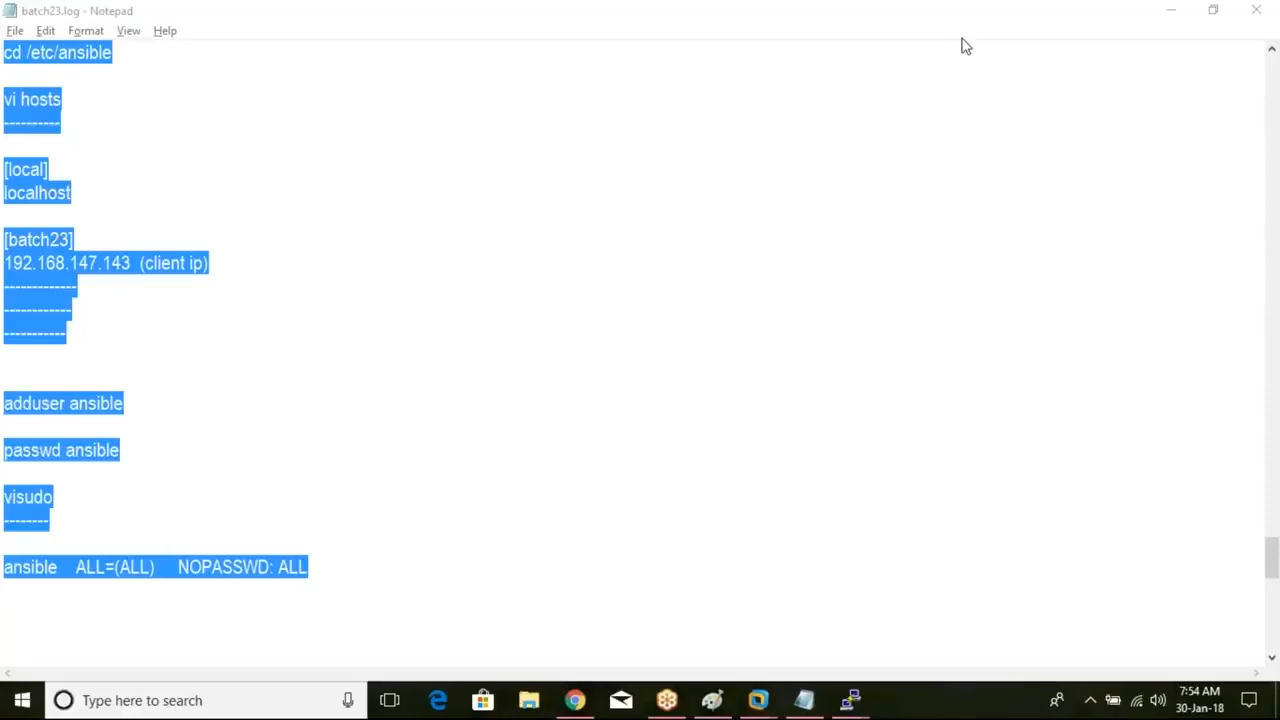 batch23.log - Notepad
File Edit Format View Help
cd /etc/ansible
vi hosts
----------
[local]
localhost
[batch23]
192.168.147.143 (client ip)
-------------
------------
-----------
adduser ansible
passwd ansible
visudo
--------
ansible ALL=(ALL) NOPASSWD: ALL
Type here to search
7:54 AM
30-Jan-18